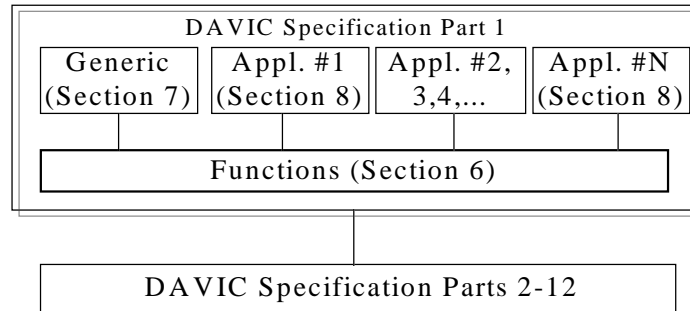 DAVIC Specification Part 1
Generic
(Section 7)
Appl. #1
(Section 8)
Appl. #2,
3,4,...
Appl. #N
(Section 8)
Functions (Section 6)
DAVIC Specification Parts 2-12